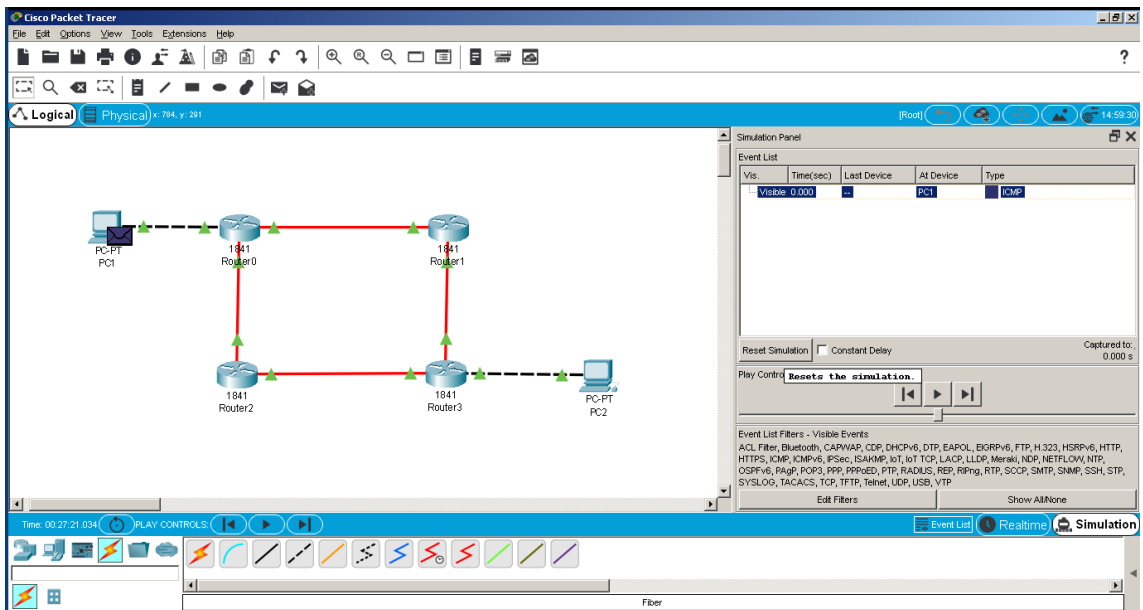 Cisco Packet Tracer
File Edit Options View Tools Extensions Help
?
Logical Physical x: 784, y: 291 [Root] 14:59:30
Simulation Panel
Event List
Vis. Time(sec) Last Device At Device Type
Visible 0.000 -- PC1 ICMP
PC-PT
PC1
1841
Router0
1841
Router1
1841
Router2
1841
Router3
PC-PT
PC2
Reset Simulation Constant Delay Captured to:
0.000 s
Play Contro Resets the simulation.
Event List Filters - Visible Events
ACL Filter, Bluetooth, CAPWAP, CDP, DHCPv6, DTP, EAPOL, EIGRPv6, FTP, H.323, HSRPv6, HTTP,
HTTPS, ICMP, ICMPv6, IPSec, ISAKMP, IoT, IoT TCP, LACP, LLDP, Meraki, NDP, NETFLOW, NTP,
OSPFv6, PAgP, POP3, PPP, PPPoED, PTP, RADIUS, REP, RIPng, RTP, SCCP, SMTP, SNMP, SSH, STP,
SYSLOG, TACACS, TCP, TFTP, Telnet, UDP, USB, VTP
Edit Filters Show All/None
Time: 00:27:21.034 PLAY CONTROLS: Event List Realtime Simulation
Fiber